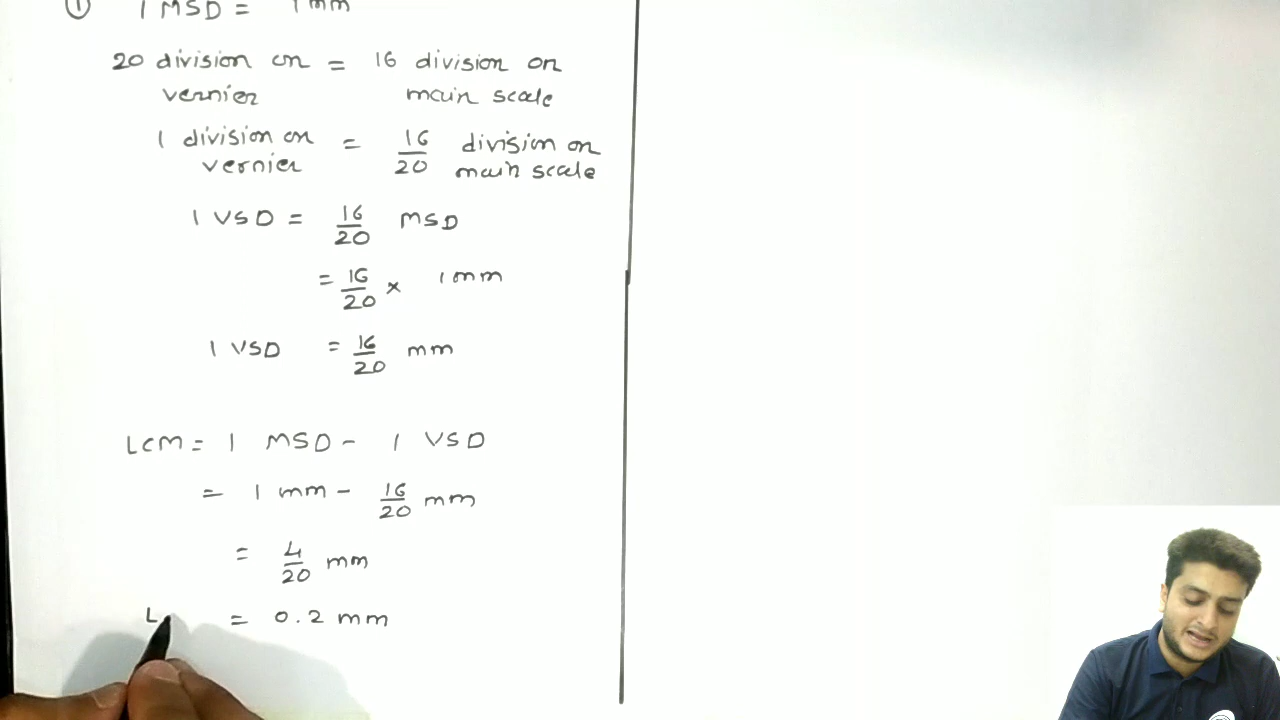 ① 1 MSD = 1 mm
20 division on = 16 division on
vernier main scale
1 division on = 16/20 division on
vernier main scale
1 VSD = 16/20 MSD
= 16/20 × 1 mm
1 VSD = 16/20 mm
LCM = 1 MSD - 1 VSD
= 1 mm - 16/20 mm
= 4/20 mm
L = 0.2 mm